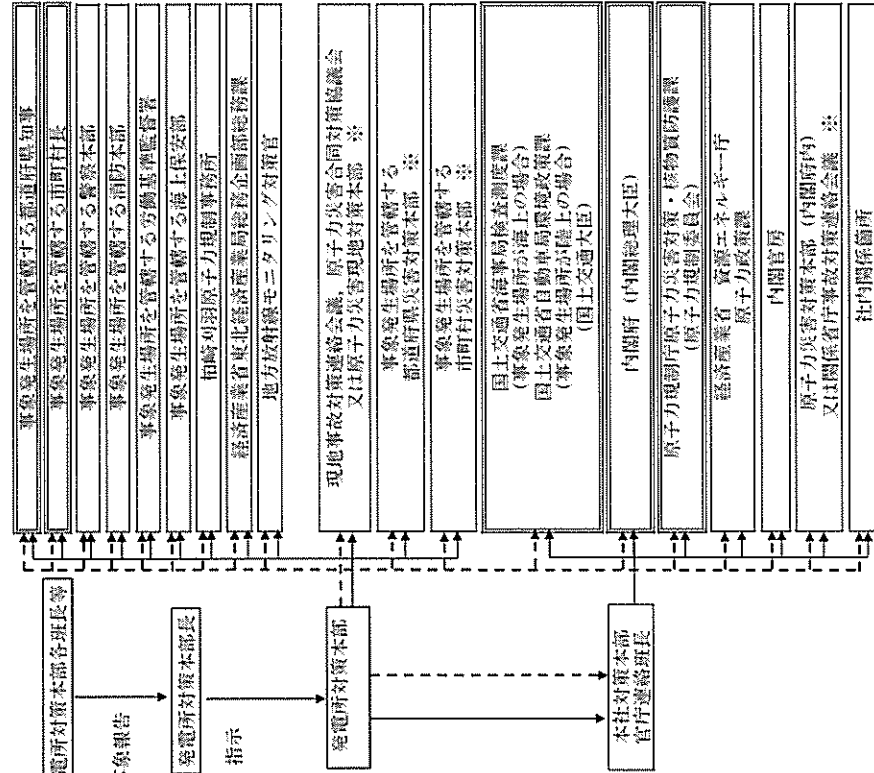 電所対策本部各班長等
象報告
発電所対策本部長
指示
発電所対策本部
本社対策本部
官庁連絡班長
事象発生場所を管轄する都道府県知事
事象発生場所を管轄する市町村長
事象発生場所を管轄する警察本部
事象発生場所を管轄する消防本部
事象発生場所を管轄する労働基準監督署
事象発生場所を管轄する海上保安部
柏崎刈羽原子力規制事務所
経済産業省東北経済産業局総務企画部総務課
地方放射線モニタリング対策官
現地事故対策連絡会議、原子力災害合同対策協議会
又は原子力災害現地対策本部 ※
事象発生場所を管轄する
都道府県災害対策本部 ※
事象発生場所を管轄する
市町村災害対策本部 ※
国土交通省海事局検査測度課
(事象発生場所が海上の場合)
国土交通省自動車局環境政策課
(事象発生場所が陸上の場合)
(国土交通大臣)
内閣府(内閣総理大臣)
原子力規制庁原子力災害対策・核物質防護課
(原子力規制委員会)
経済産業省 資源エネルギー庁
原子力政策課
内閣官房
原子力災害対策本部(内閣府内)
又は関係省庁事故対策連絡会議 ※
社内関係箇所